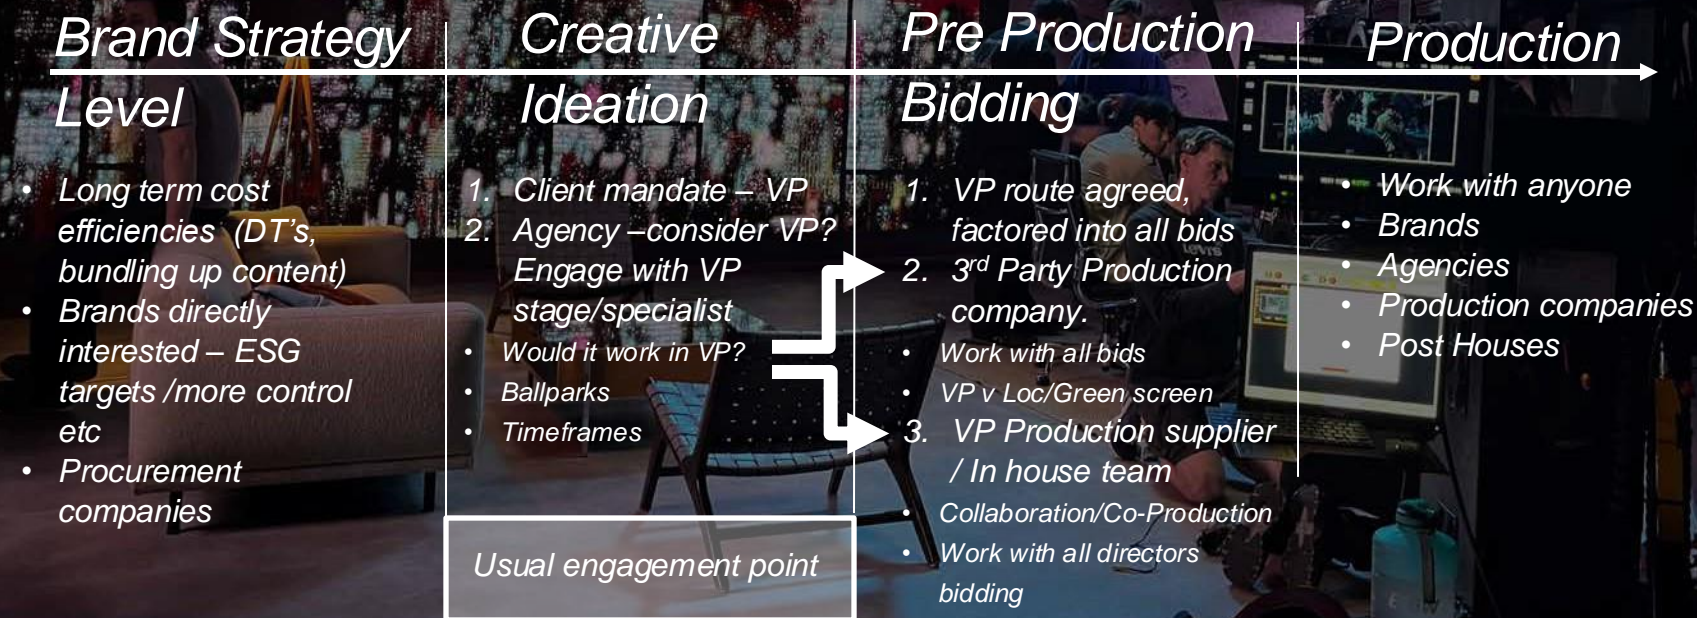 Brand Strategy
Level
• Long term cost
efficiencies (DT's,
bundling up content)
• Brands directly
interested – ESG
targets /more control
etc
• Procurement
companies
Creative
Ideation
1. Client mandate – VP
2. Agency –consider VP?
Engage with VP
stage/specialist
• Would it work in VP?
• Ballparks
• Timeframes
Usual engagement point
Pre Production
Bidding
1. VP route agreed,
factored into all bids
2. 3rd Party Production
company.
• Work with all bids
• VP v Loc/Green screen
3. VP Production supplier
/ In house team
• Collaboration/Co-Production
• Work with all directors
bidding
Production
• Work with anyone
• Brands
• Agencies
• Production companies
• Post Houses